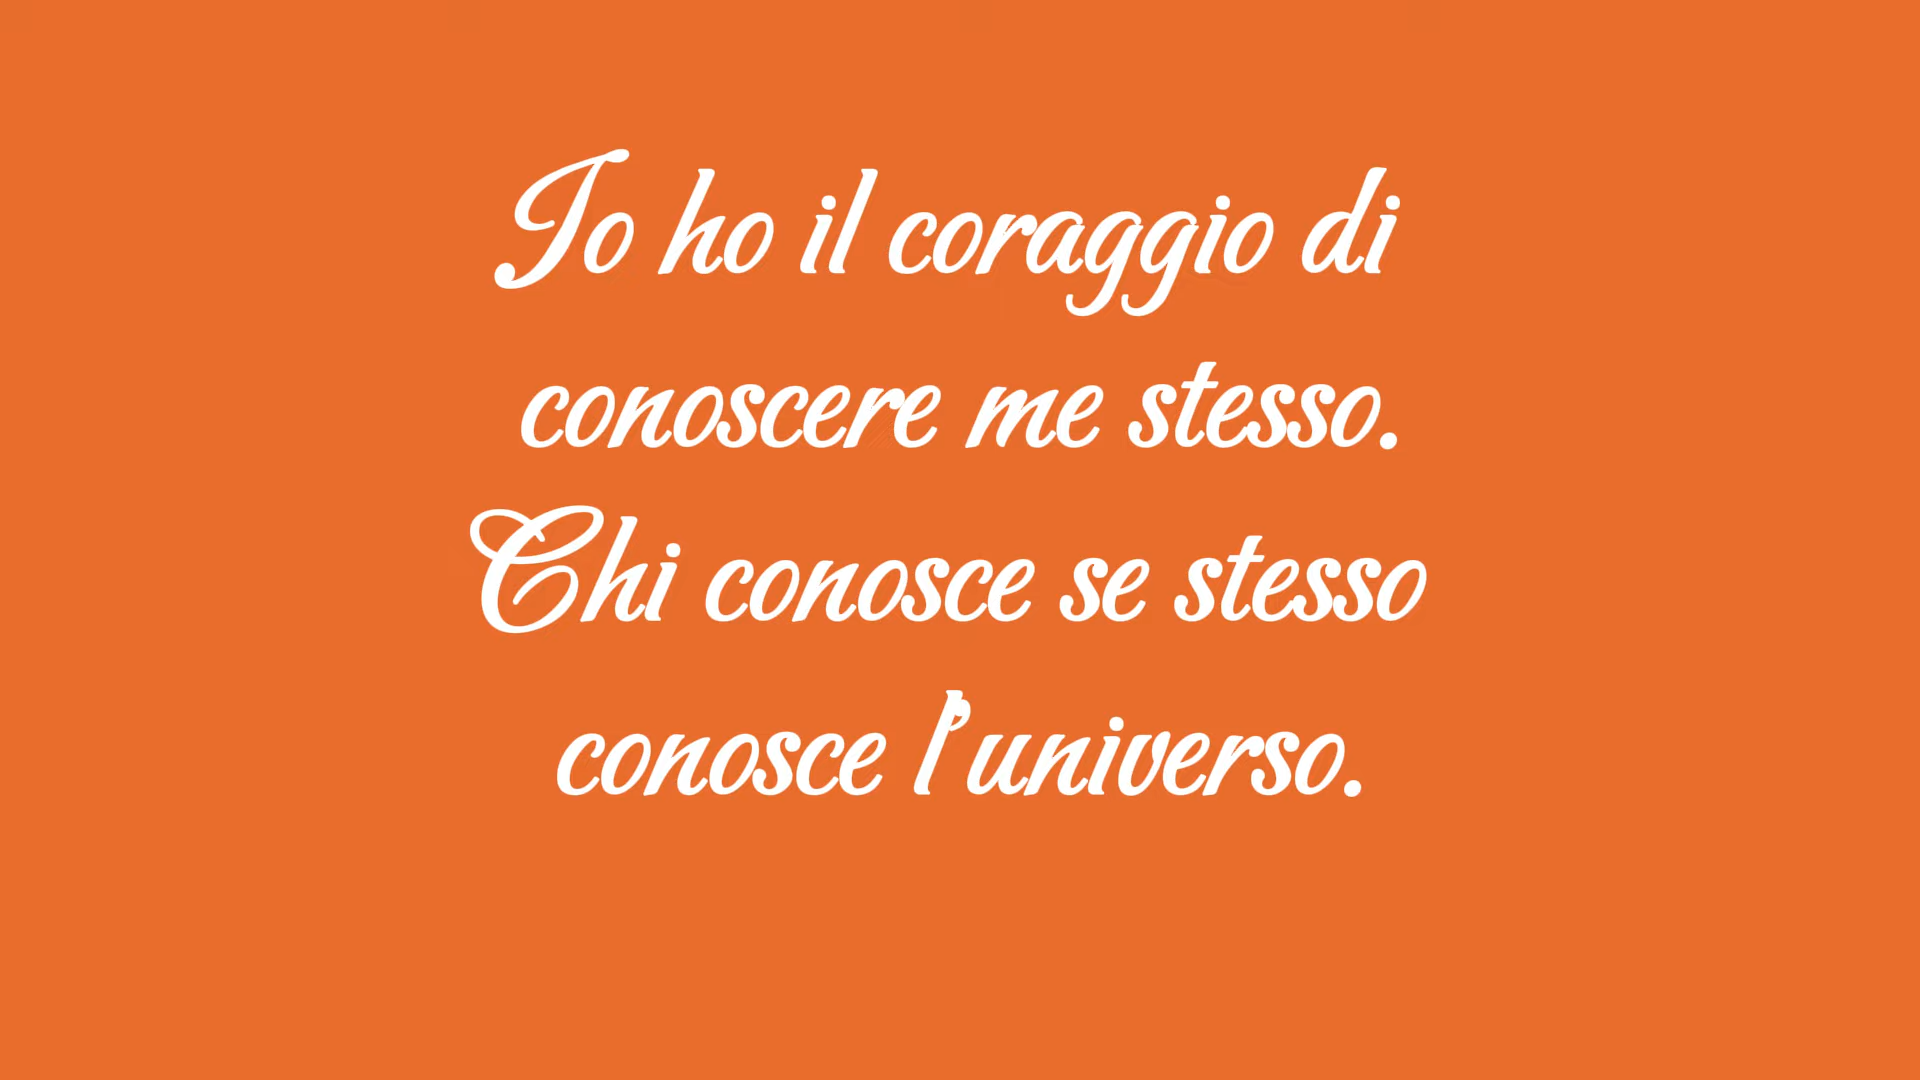 Io ho il coraggio di
conoscere me stesso.
Chi conosce se stesso
conosce l'universo.